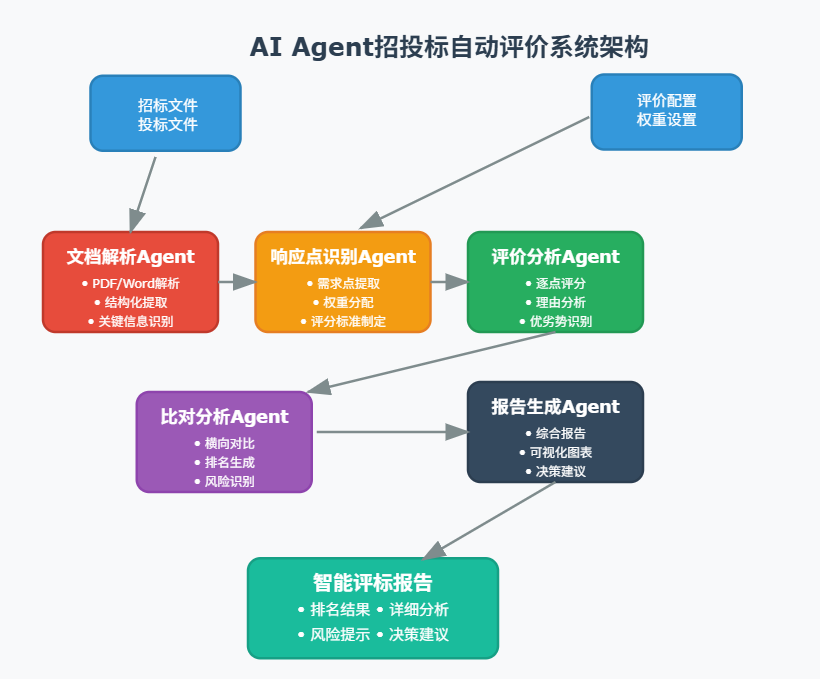 AI Agent招投标自动评价系统架构
招标文件
投标文件
评价配置
权重设置
文档解析Agent
• PDF/Word解析
• 结构化提取
• 关键信息识别
响应点识别Agent
• 需求点提取
• 权重分配
• 评分标准制定
评价分析Agent
• 逐点评分
• 理由分析
• 优劣势识别
比对分析Agent
• 横向对比
• 排名生成
• 风险识别
报告生成Agent
• 综合报告
• 可视化图表
• 决策建议
智能评标报告
• 排名结果 • 详细分析
• 风险提示 • 决策建议